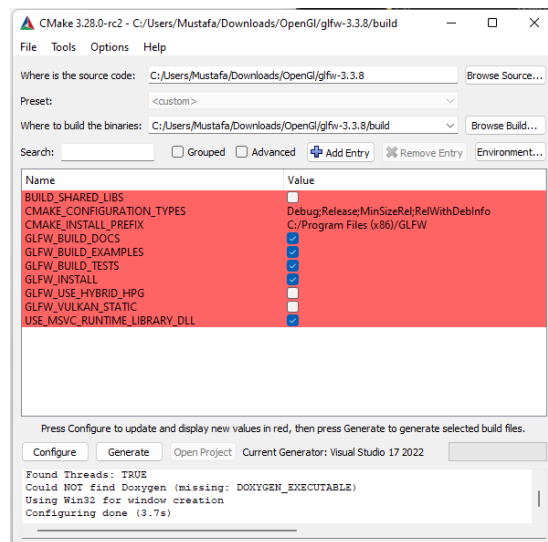 CMake 3.28.0-rc2 - C:/Users/Mustafa/Downloads/OpenGl/glfw-3.3.8/build
File Tools Options Help
Where is the source code: C:/Users/Mustafa/Downloads/OpenGl/glfw-3.3.8 Browse Source...
Preset: <custom>
Where to build the binaries: C:/Users/Mustafa/Downloads/OpenGl/glfw-3.3.8/build Browse Build...
Search: Grouped Advanced Add Entry Remove Entry Environment...
Name Value
BUILD_SHARED_LIBS
CMAKE_CONFIGURATION_TYPES Debug;Release;MinSizeRel;RelWithDebInfo
CMAKE_INSTALL_PREFIX C:/Program Files (x86)/GLFW
GLFW_BUILD_DOCS
GLFW_BUILD_EXAMPLES
GLFW_BUILD_TESTS
GLFW_INSTALL
GLFW_USE_HYBRID_HPG
GLFW_VULKAN_STATIC
USE_MSVC_RUNTIME_LIBRARY_DLL
Press Configure to update and display new values in red, then press Generate to generate selected build files.
Configure Generate Open Project Current Generator: Visual Studio 17 2022
Found Threads: TRUE
Could NOT find Doxygen (missing: DOXYGEN_EXECUTABLE)
Using Win32 for window creation
Configuring done (3.7s)